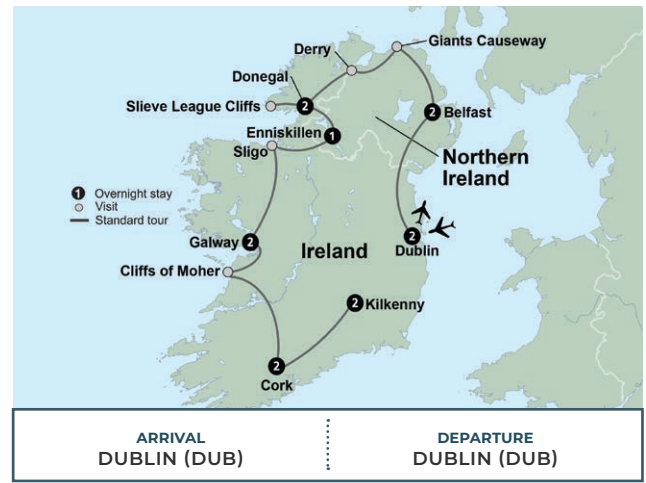 Giants Causeway
Derry
Donegal
2
Slieve League Cliffs
2
Belfast
Enniskillen
1
Sligo
Northern
Ireland
1
Overnight stay
Visit
Standard tour
Galway
2
Ireland
2
Dublin
Cliffs of Moher
2
Kilkenny
2
Cork
ARRIVAL
DUBLIN (DUB)
DEPARTURE
DUBLIN (DUB)